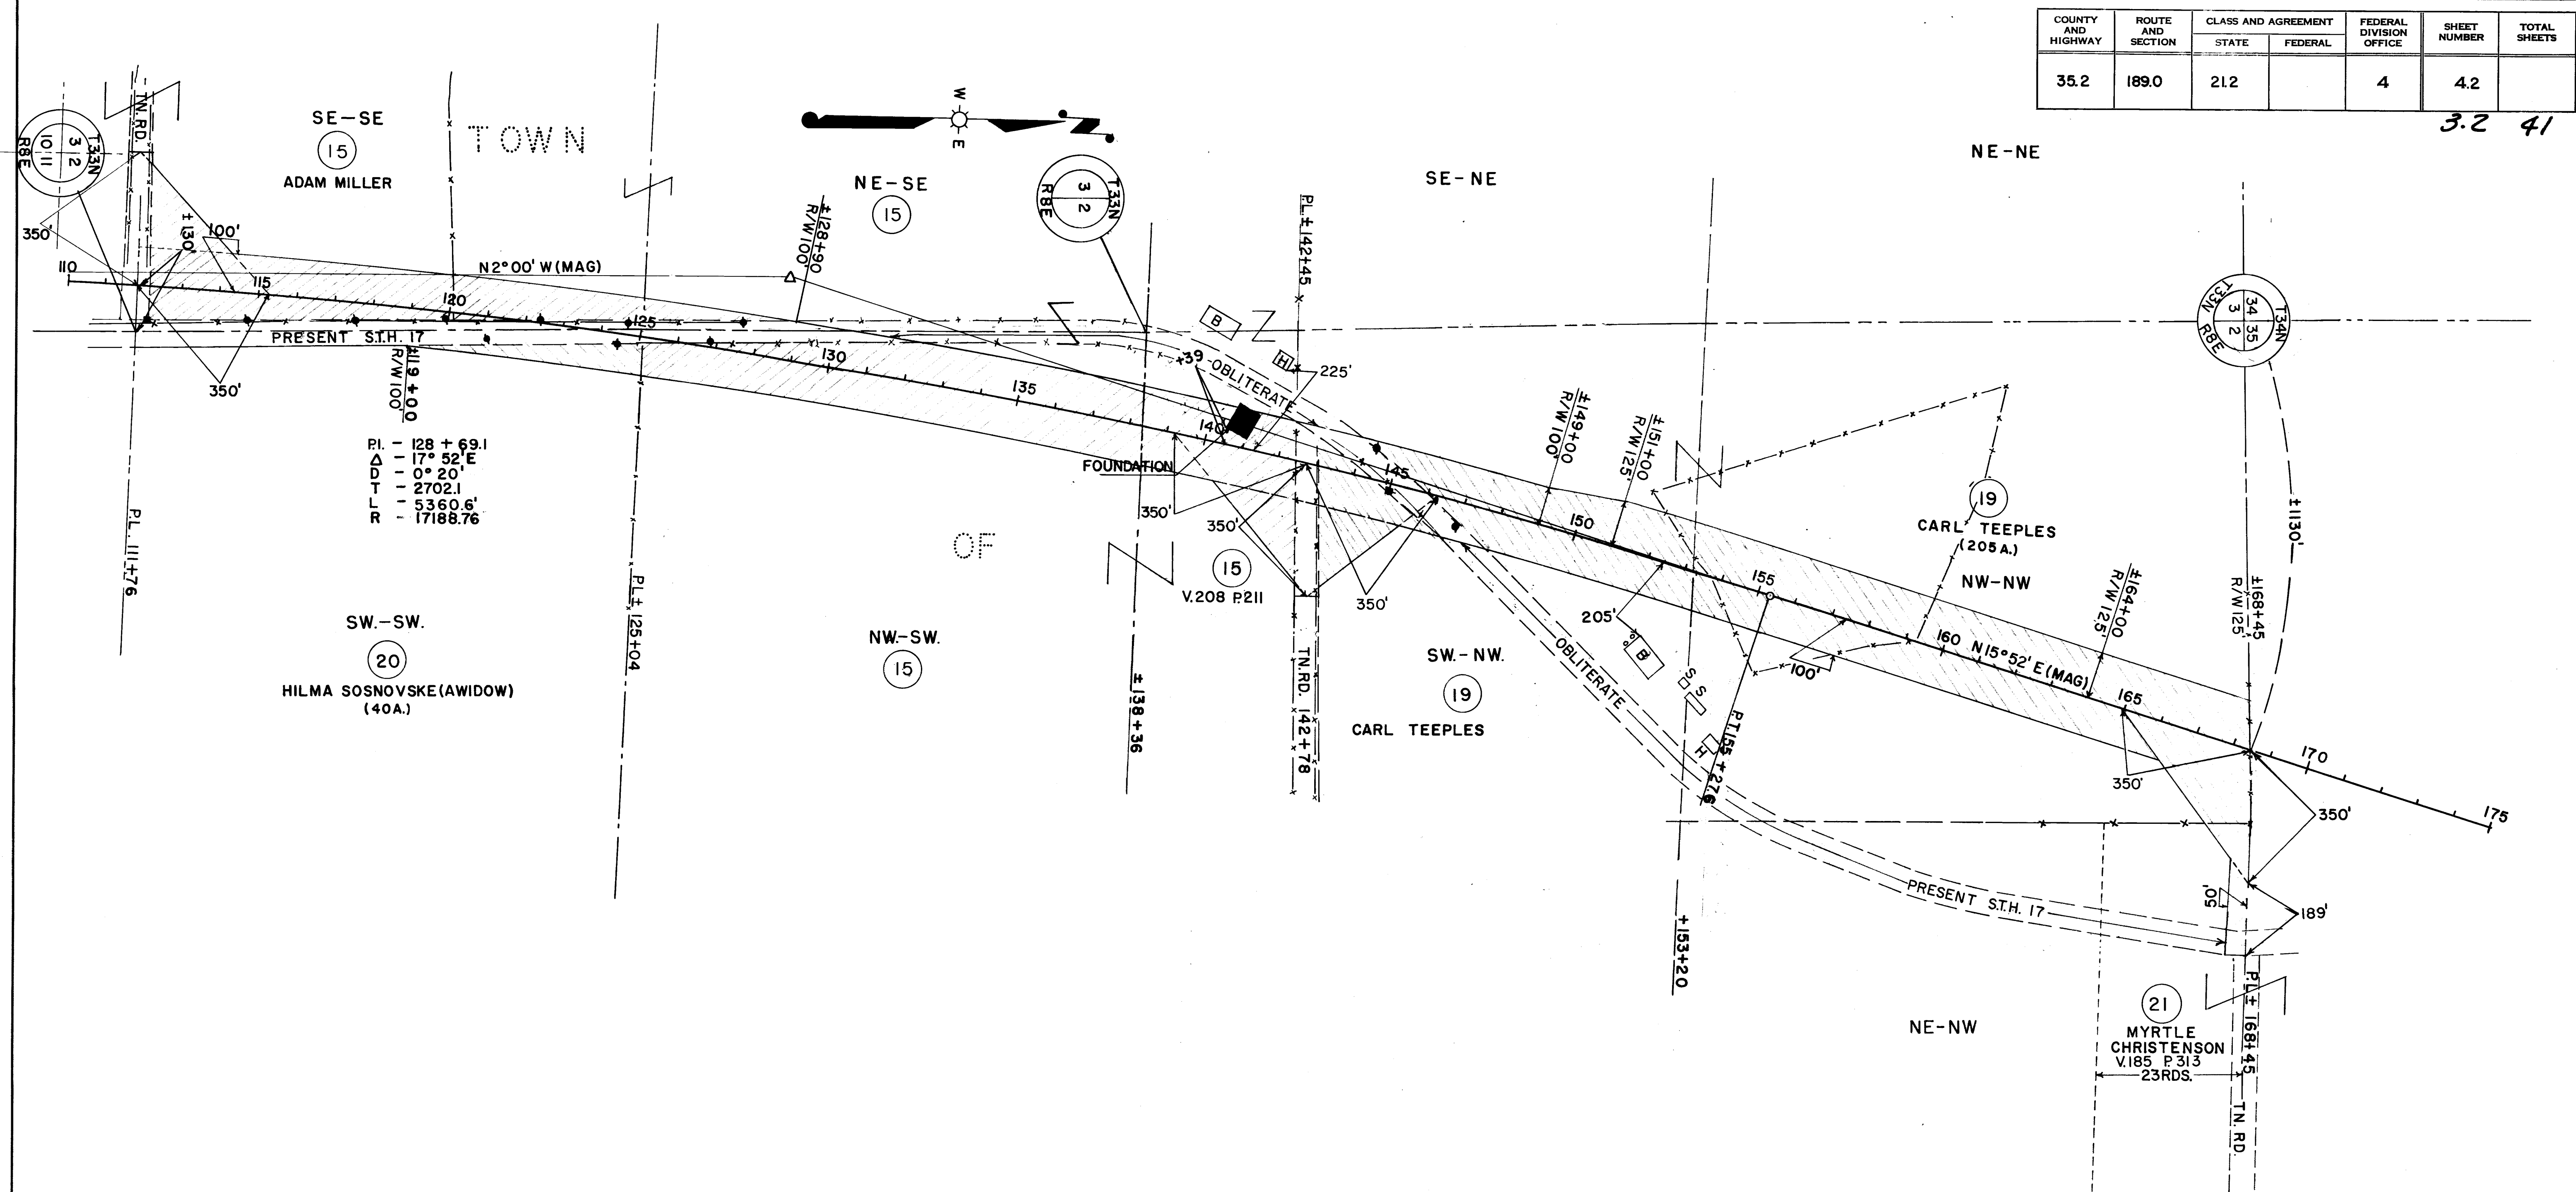 COUNTY AND HIGHWAY
ROUTE AND SECTION
CLASS AND AGREEMENT
STATE
FEDERAL
FEDERAL DIVISION OFFICE
SHEET NUMBER
TOTAL SHEETS
35.2
189.0
21.2
4
4.2
3.2 41
TN. RD.
T33N
3 2
10 11
R8E
SE-SE
15
ADAM MILLER
TOWN
W
E
N
NE-SE
15
T33N
3 2
R8E
SE-NE
NE-NE
350'
±130'
100'
N2°00' W(MAG)
±128+90
R/W 100'
P.L. ± 142+45
110
115
120
125
130
135
140
145
150
155
160
165
170
175
PRESENT S.T.H. 17
350'
±119+00
R/W 100'
P.I. - 128 + 69.1
Δ - 17° 52' E
D - 0° 20'
T - 2702.1
L - 5360.6'
R - 17188.76
B
H
+39
OBLITERATE
225'
FOUNDATION
350'
350'
350'
±149+00
R/W 100'
±151+00
R/W 125'
T34N
34 35
3 2
T33N
R8E
19
CARL TEEPLES
(205 A.)
NW-NW
±1130'
±164+00
R/W 125'
±168+45
R/W 125'
P.L. 111+76
P.L. ± 125+04
OF
15
V.208 P.211
205'
B
S
S
H
100'
N15°52' E (MAG)
SW.-SW.
20
HILMA SOSNOVSKE (A WIDOW)
(40 A.)
NW-SW.
15
± 138+36
TN. RD. 142+78
SW.-NW.
19
CARL TEEPLES
OBLITERATE
P.T. 155+27.6
350'
350'
PRESENT S.T.H. 17
50'
189'
±153+20
NE-NW
21
MYRTLE
CHRISTENSON
V.185 P.313
23 RDS.
P.L. ± 168+45
TN. RD.